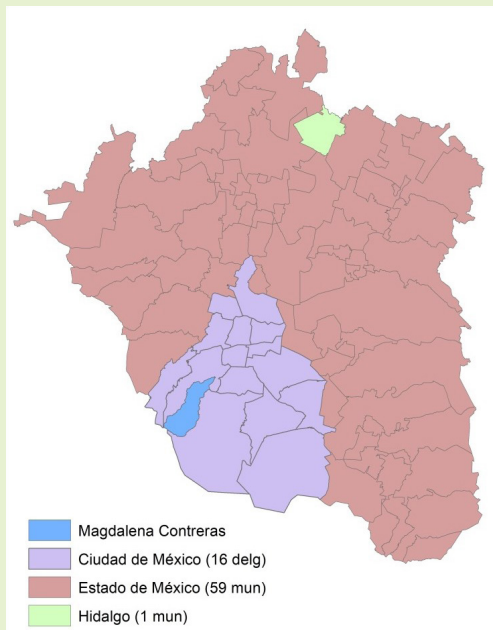 Magdalena Contreras
Ciudad de México (16 delg)
Estado de México (59 mun)
Hidalgo (1 mun)